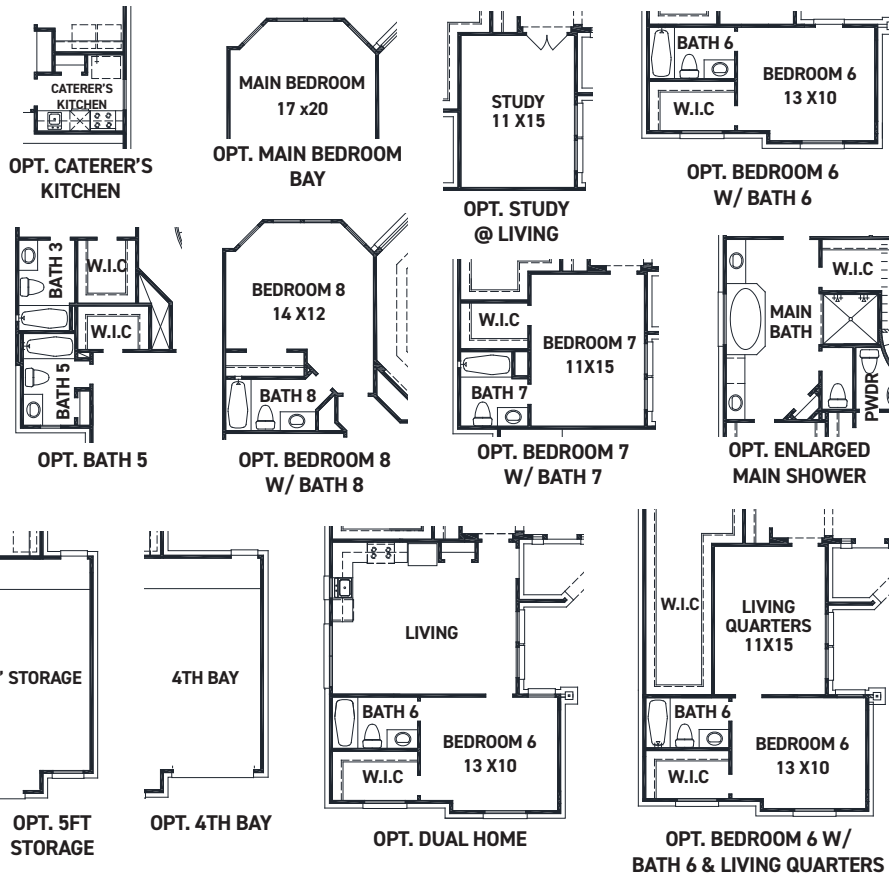 CATERER'S
KITCHEN
OPT. CATERER'S
KITCHEN
MAIN BEDROOM
17 x20
OPT. MAIN BEDROOM
BAY
STUDY
11 X15
OPT. STUDY
@ LIVING
BATH 6
W.I.C
BEDROOM 6
13 X10
OPT. BEDROOM 6
W/ BATH 6
BATH 3
W.I.C
W.I.C
BATH 5
OPT. BATH 5
BEDROOM 8
14 X12
BATH 8
OPT. BEDROOM 8
W/ BATH 8
W.I.C
BEDROOM 7
11X15
BATH 7
OPT. BEDROOM 7
W/ BATH 7
W.I.C
MAIN
BATH
PWDR
OPT. ENLARGED
MAIN SHOWER
' STORAGE
OPT. 5FT
STORAGE
4TH BAY
OPT. 4TH BAY
LIVING
BATH 6
BEDROOM 6
13 X10
W.I.C
OPT. DUAL HOME
W.I.C
LIVING
QUARTERS
11X15
BATH 6
BEDROOM 6
13 X10
W.I.C
OPT. BEDROOM 6 W/
BATH 6 & LIVING QUARTERS